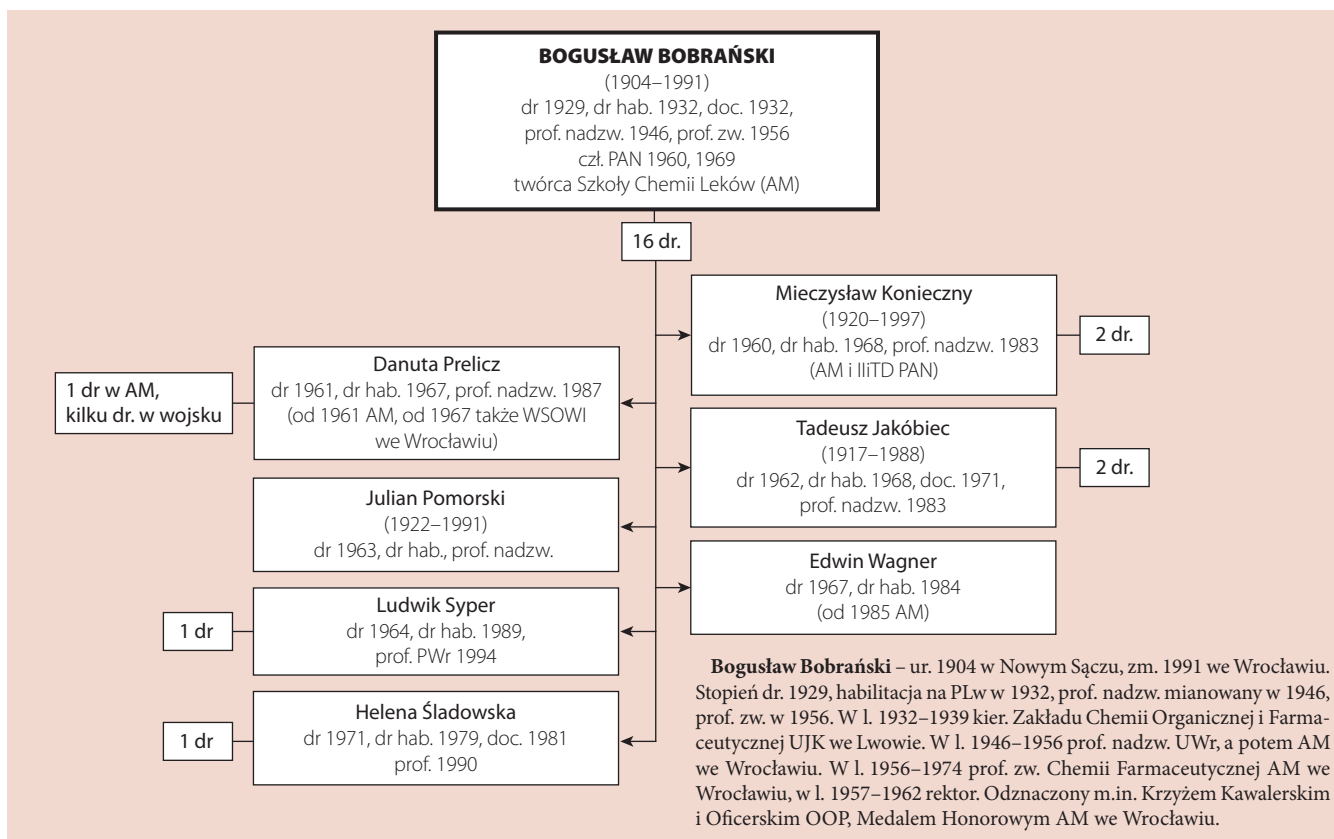 BOGUSŁAW BOBRAŃSKI
(1904–1991)
dr 1929, dr hab. 1932, doc. 1932,
prof. nadzw. 1946, prof. zw. 1956
czł. PAN 1960, 1969
twórca Szkoły Chemii Leków (AM)
16 dr.
Mieczysław Konieczny
(1920–1997)
dr 1960, dr hab. 1968, prof. nadzw. 1983
(AM i IIiTD PAN)
2 dr.
Danuta Prelicz
dr 1961, dr hab. 1967, prof. nadzw. 1987
(od 1961 AM, od 1967 także WSOWI
we Wrocławiu)
1 dr w AM,
kilku dr. w wojsku
Tadeusz Jakóbiec
(1917–1988)
dr 1962, dr hab. 1968, doc. 1971,
prof. nadzw. 1983
2 dr.
Julian Pomorski
(1922–1991)
dr 1963, dr hab., prof. nadzw.
Edwin Wagner
dr 1967, dr hab. 1984
(od 1985 AM)
Ludwik Syper
dr 1964, dr hab. 1989,
prof. PWr 1994
1 dr
Helena Śladowska
dr 1971, dr hab. 1979, doc. 1981
prof. 1990
1 dr
Bogusław Bobrański – ur. 1904 w Nowym Sączu, zm. 1991 we Wrocławiu.
Stopień dr. 1929, habilitacja na PLw w 1932, prof. nadzw. mianowany w 1946,
prof. zw. w 1956. W l. 1932–1939 kier. Zakładu Chemii Organicznej i Farma-
ceutycznej UJK we Lwowie. W l. 1946–1956 prof. nadzw. UWr, a potem AM
we Wrocławiu. W l. 1956–1974 prof. zw. Chemii Farmaceutycznej AM we
Wrocławiu, w l. 1957–1962 rektor. Odznaczony m.in. Krzyżem Kawalerskim
i Oficerskim OOP, Medalem Honorowym AM we Wrocławiu.